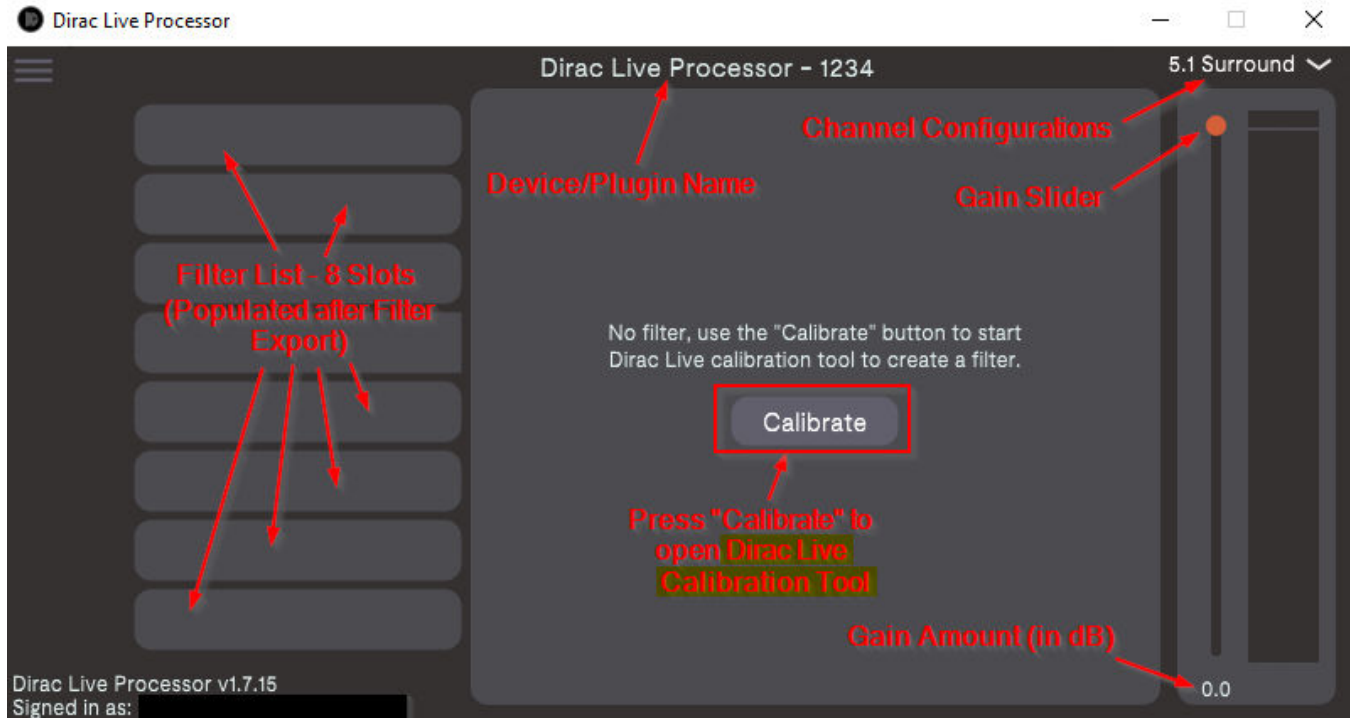 Dirac Live Processor
Dirac Live Processor - 1234
5.1 Surround
Channel Configurations
Device/Plugin Name
Gain Slider
Filter List - 8 Slots
(Populated after Filter
Export)
No filter, use the "Calibrate" button to start
Dirac Live calibration tool to create a filter.
Calibrate
Press "Calibrate" to
open Dirac Live
Calibration Tool
Gain Amount (in dB)
0.0
Dirac Live Processor v1.7.15
Signed in as: